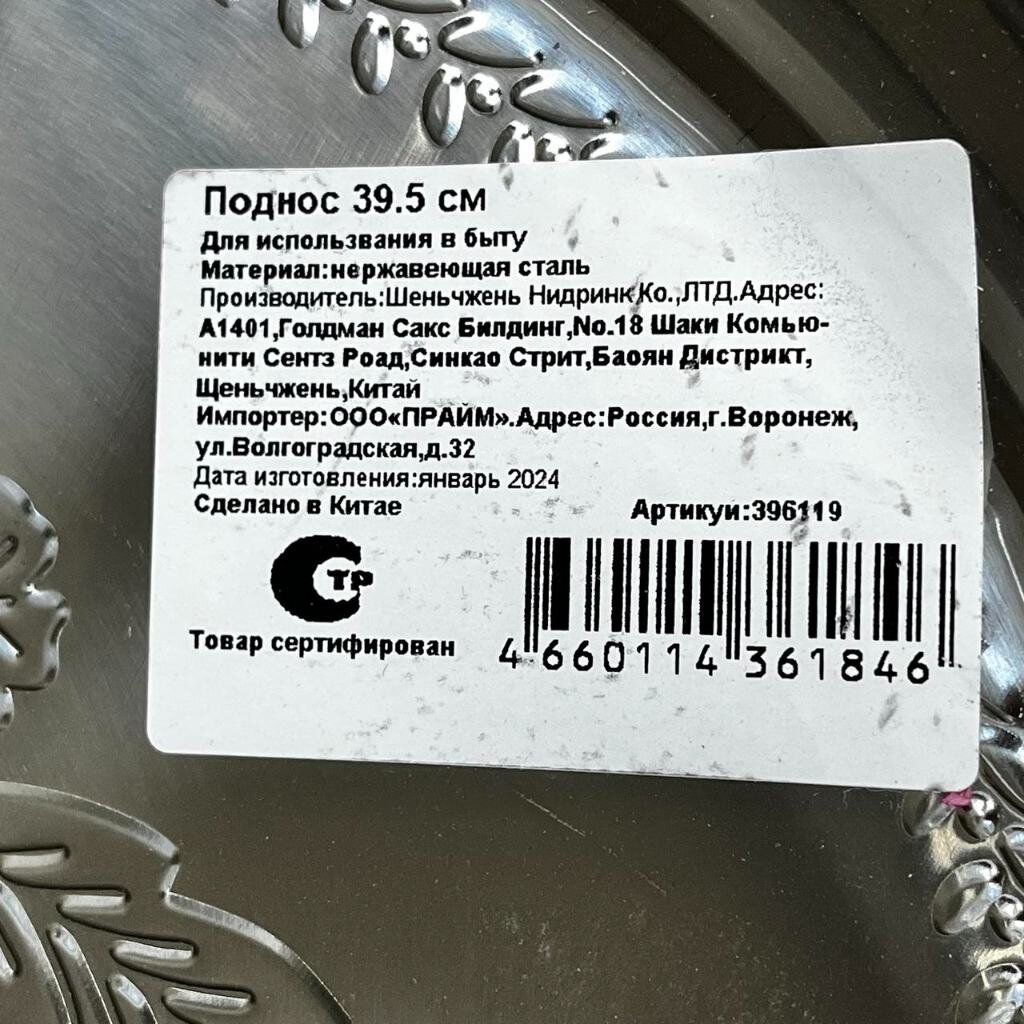 Поднос 39.5 см
Для использвания в быту
Материал:нержавеющая сталь
Производитель:Шеньчжень Нидринк Ко.,ЛТД.Адрес:
А1401,Голдман Сакс Билдинг,No.18 Шаки Комью-
нити Сентз Роад,Синкао Стрит,Баоян Дистрикт,
Щеньчжень,Китай
Импортер:ООО«ПРАЙМ».Адрес:Россия,г.Воронеж,
ул.Волгоградская,д.32
Дата изготовления:январь 2024
Сделано в Китае
Артикуи:396119
СТР
Товар сертифирован
4 660114 361846